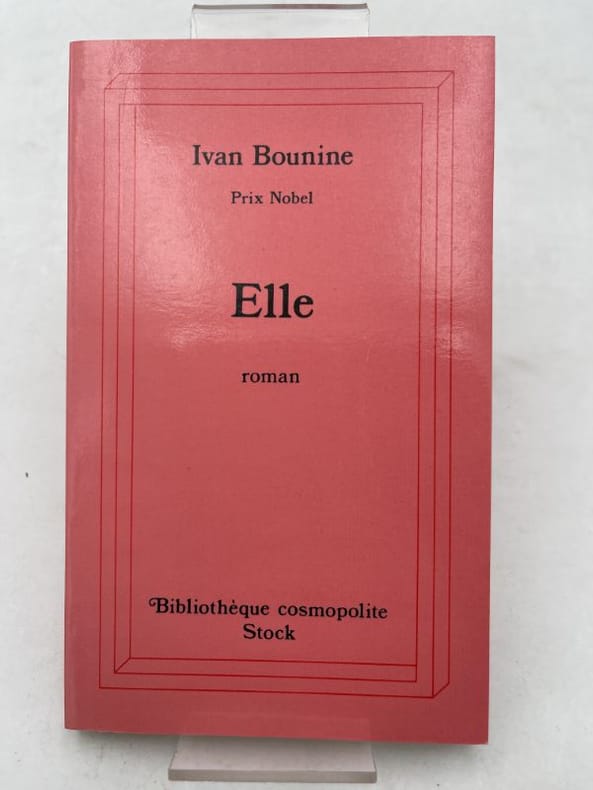 Ivan Bounine
Prix Nobel
Elle
roman
Bibliothèque cosmopolite
Stock